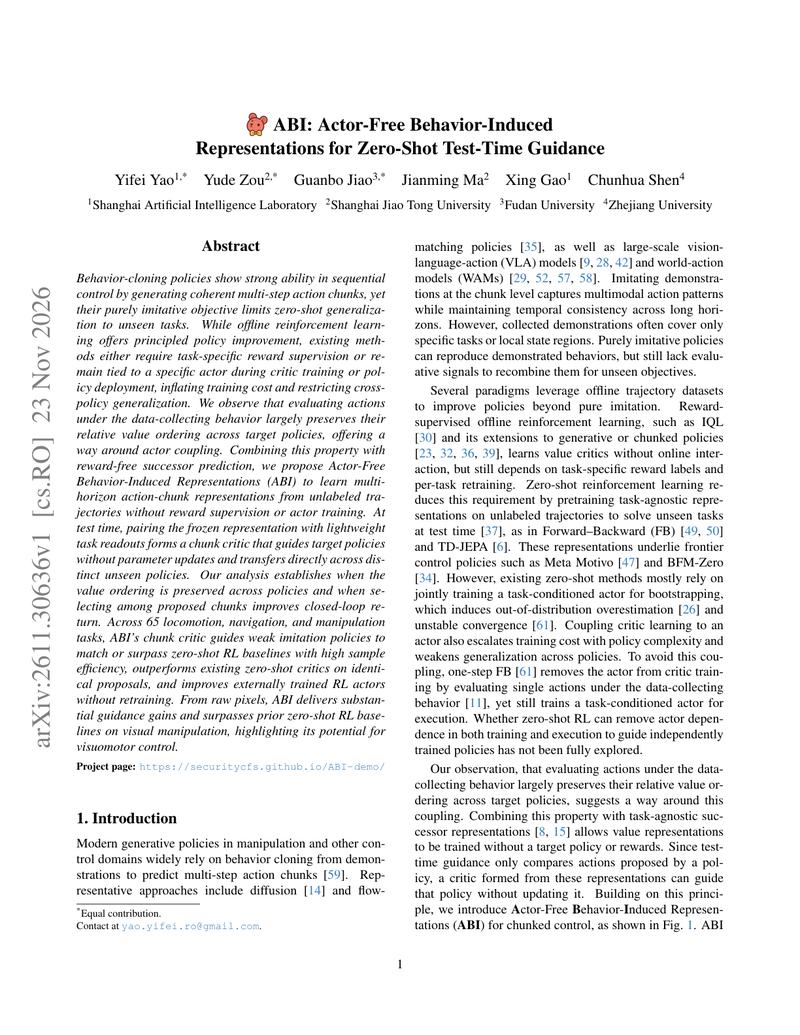 ABI: Actor-Free Behavior-Induced
Representations for Zero-Shot Test-Time Guidance
Yifei Yao1,* Yude Zou2,* Guanbo Jiao3,* Jianming Ma2 Xing Gao1 Chunhua Shen4
1Shanghai Artificial Intelligence Laboratory 2Shanghai Jiao Tong University 3Fudan University 4Zhejiang University
arXiv:2611.30636v1 [cs.RO] 23 Nov 2026
Abstract
Behavior-cloning policies show strong ability in sequential
control by generating coherent multi-step action chunks, yet
their purely imitative objective limits zero-shot generaliza-
tion to unseen tasks. While offline reinforcement learn-
ing offers principled policy improvement, existing meth-
ods either require task-specific reward supervision or re-
main tied to a specific actor during critic training or pol-
icy deployment, inflating training cost and restricting cross-
policy generalization. We observe that evaluating actions
under the data-collecting behavior largely preserves their
relative value ordering across target policies, offering a
way around actor coupling. Combining this property with
reward-free successor prediction, we propose Actor-Free
Behavior-Induced Representations (ABI) to learn multi-
horizon action-chunk representations from unlabeled tra-
jectories without reward supervision or actor training. At
test time, pairing the frozen representation with lightweight
task readouts forms a chunk critic that guides target policies
without parameter updates and transfers directly across dis-
tinct unseen policies. Our analysis establishes when the
value ordering is preserved across policies and when se-
lecting among proposed chunks improves closed-loop re-
turn. Across 65 locomotion, navigation, and manipulation
tasks, ABI's chunk critic guides weak imitation policies to
match or surpass zero-shot RL baselines with high sample
efficiency, outperforms existing zero-shot critics on identi-
cal proposals, and improves externally trained RL actors
without retraining. From raw pixels, ABI delivers substan-
tial guidance gains and surpasses prior zero-shot RL base-
lines on visual manipulation, highlighting its potential for
visuomotor control.
Project page: https://securitycfs.github.io/ABI-demo/
1. Introduction
Modern generative policies in manipulation and other con-
trol domains widely rely on behavior cloning from demon-
strations to predict multi-step action chunks [59]. Rep-
resentative approaches include diffusion [14] and flow-
*Equal contribution.
Contact at yao.yifei.ro@gmail.com.
matching policies [35], as well as large-scale vision-
language-action (VLA) models [9, 28, 42] and world-action
models (WAMs) [29, 52, 57, 58]. Imitating demonstra-
tions at the chunk level captures multimodal action patterns
while maintaining temporal consistency across long hori-
zons. However, collected demonstrations often cover only
specific tasks or local state regions. Purely imitative policies
can reproduce demonstrated behaviors, but still lack evalu-
ative signals to recombine them for unseen objectives.
Several paradigms leverage offline trajectory datasets
to improve policies beyond pure imitation. Reward-
supervised offline reinforcement learning, such as IQL
[30] and its extensions to generative or chunked policies
[23, 32, 36, 39], learns value critics without online inter-
action, but still depends on task-specific reward labels and
per-task retraining. Zero-shot reinforcement learning re-
duces this requirement by pretraining task-agnostic repre-
sentations on unlabeled trajectories to solve unseen tasks
at test time [37], as in Forward–Backward (FB) [49, 50]
and TD-JEPA [6]. These representations underlie frontier
control policies such as Meta Motivo [47] and BFM-Zero
[34]. However, existing zero-shot methods mostly rely on
jointly training a task-conditioned actor for bootstrapping,
which induces out-of-distribution overestimation [26] and
unstable convergence [61]. Coupling critic learning to an
actor also escalates training cost with policy complexity and
weakens generalization across policies. To avoid this cou-
pling, one-step FB [61] removes the actor from critic train-
ing by evaluating single actions under the data-collecting
behavior [11], yet still trains a task-conditioned actor for
execution. Whether zero-shot RL can remove actor depen-
dence in both training and execution to guide independently
trained policies has not been fully explored.
Our observation, that evaluating actions under the data-
collecting behavior largely preserves their relative value or-
dering across target policies, suggests a way around this
coupling. Combining this property with task-agnostic suc-
cessor representations [8, 15] allows value representations
to be trained without a target policy or rewards. Since test-
time guidance only compares actions proposed by a pol-
icy, a critic formed from these representations can guide
that policy without updating it. Building on this princi-
ple, we introduce Actor-Free Behavior-Induced Represen-
tations (ABI) for chunked control, as shown in Fig. 1. ABI
1